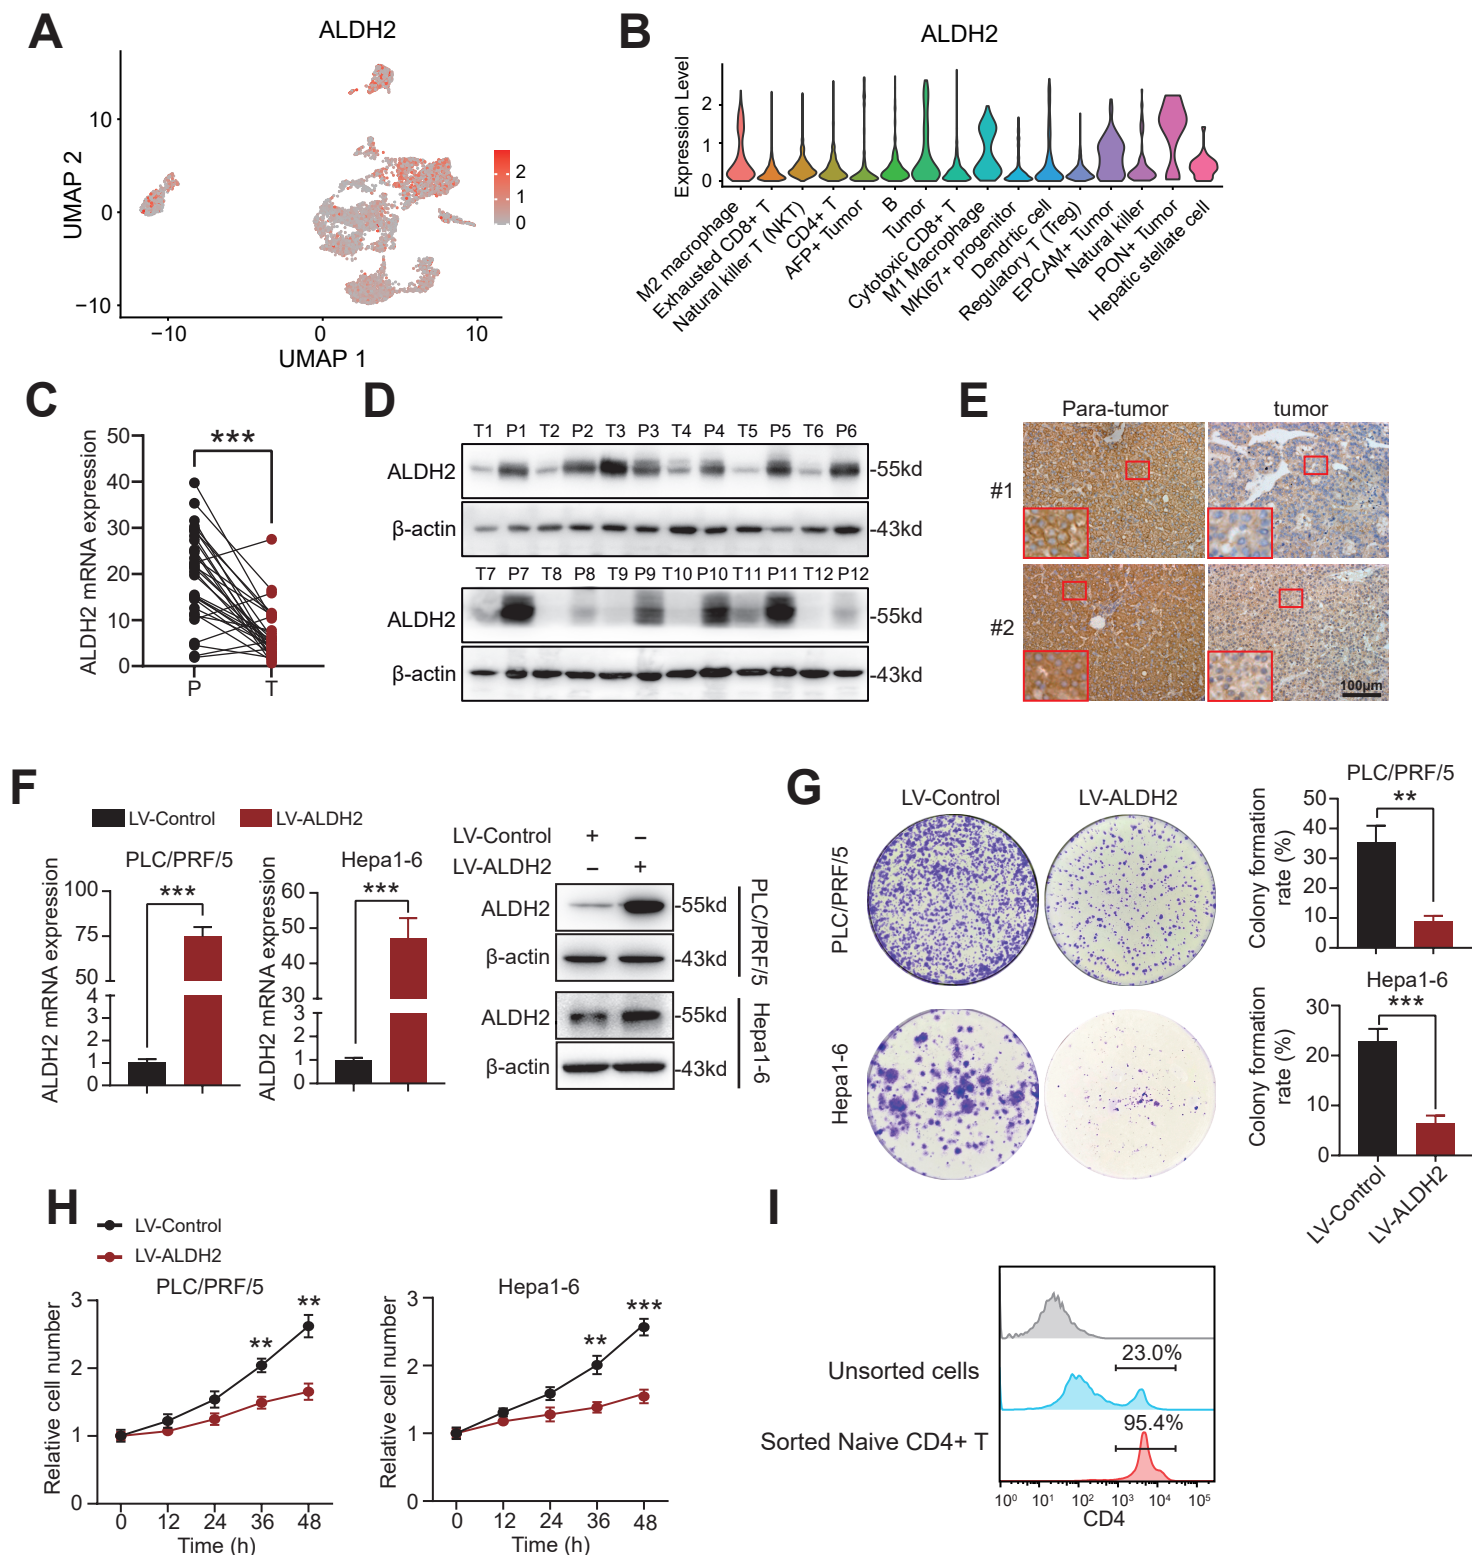 A
ALDH2
UMAP 2
10
0
−10
−10 0 10
UMAP 1
2
1
0
B
ALDH2
Expression Level
2
1
0
M2 macrophage
Exhausted CD8+ T
Natural killer T (NKT)
CD4+ T
AFP+ Tumor
B
Tumor
Cytotoxic CD8+ T
M1 Macrophage
MKI67+ progenitor
Dendrtic cell
Regulatory T (Treg)
EPCAM+ Tumor
Natural killer
PON+ Tumor
Hepatic stellate cell
C
ALDH2 mRNA expression
50
40
30
20
10
0
***
P T
D
T1 P1 T2 P2 T3 P3 T4 P4 T5 P5 T6 P6
ALDH2 -55kd
β-actin -43kd
T7 P7 T8 P8 T9 P9 T10 P10 T11 P11 T12 P12
ALDH2 -55kd
β-actin -43kd
E
Para-tumor tumor
#1
#2
100μm
F
LV-Control LV-ALDH2
PLC/PRF/5
ALDH2 mRNA expression
100
75
50
4
3
2
1
0
***
Hepa1-6
ALDH2 mRNA expression
60
50
40
30
3
2
1
0
***
LV-Control + −
LV-ALDH2 − +
ALDH2 -55kd
β-actin -43kd
PLC/PRF/5
ALDH2 -55kd
β-actin -43kd
Hepa1-6
G
LV-Control LV-ALDH2
PLC/PRF/5
Hepa1-6
PLC/PRF/5
Colony formation
rate (%)
50
40
30
20
10
0
**
Hepa1-6
Colony formation
rate (%)
30
20
10
0
***
LV-Control
LV-ALDH2
H
LV-Control
LV-ALDH2
PLC/PRF/5
Relative cell number
3
2
1
0
** **
0 12 24 36 48
Time (h)
Hepa1-6
Relative cell number
3
2
1
0
** ***
0 12 24 36 48
Time (h)
I
Unsorted cells
23.0%
Sorted Naive CD4+ T
95.4%
10⁰ 10¹ 10² 10³ 10⁴ 10⁵
CD4